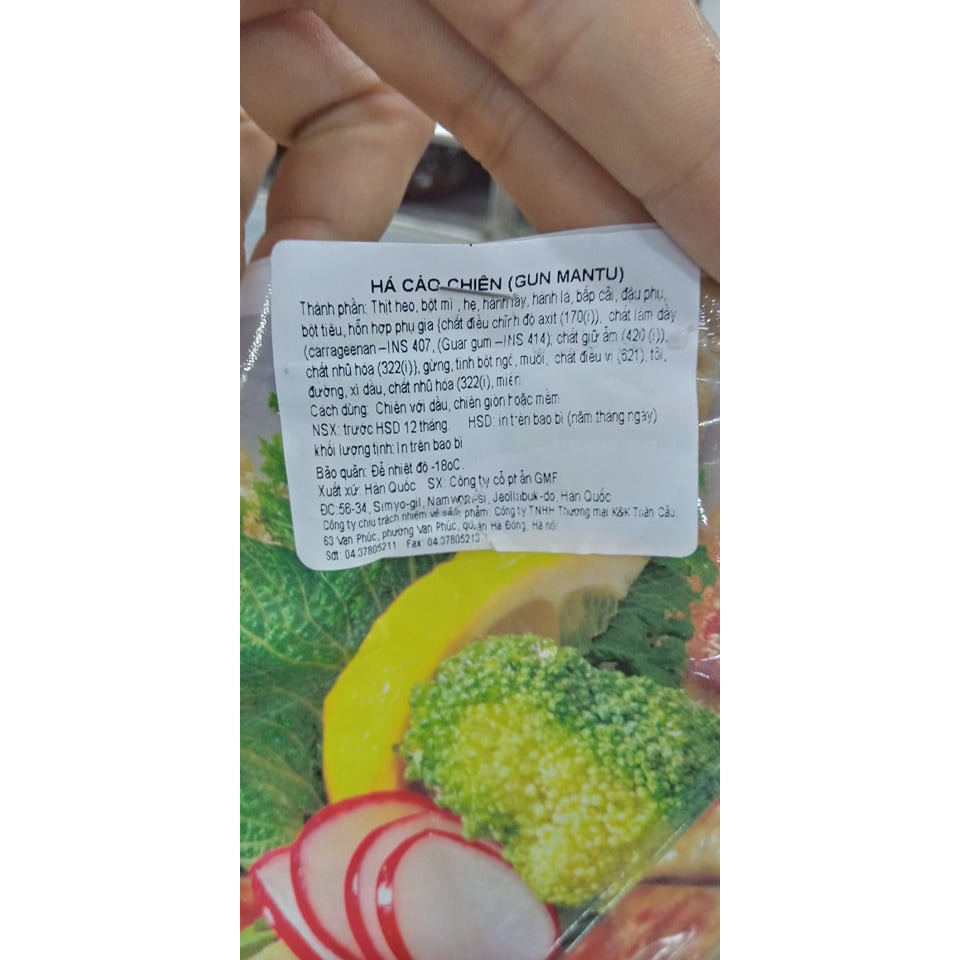 HÁ CẢO CHIÊN (GUN MANTU)
Thành phần: Thịt heo, bột mì , hẹ, hành tây, hành lá, bắp cải, đậu phụ,
bột tiêu, hỗn hợp phụ gia {chất điều chỉnh độ axit (170(i)), chất làm dày
(carrageenan –INS 407, (Guar gum –INS 414); chất giữ ẩm (420 (i)),
chất nhũ hóa (322(i)}, gừng, tinh bột ngô, muối, chất điều vị (621), tỏi,
đường, xì dầu, chất nhũ hóa (322(i), miến
Cách dùng: Chiên với dầu, chiên giòn hoặc mềm
NSX: trước HSD 12 tháng. HSD: in trên bao bì (năm tháng ngày)
khối lượng tịnh: In trên bao bì
Bảo quản: Để nhiệt độ -18oC.
Xuất xứ: Hàn Quốc SX: Công ty cổ phần GMF
ĐC:56-34, Simyo-gil, Namwon-si, Jeollabuk-do, Hàn Quốc
Công ty chịu trách nhiệm về sản phẩm: Công ty TNHH Thương mại K&K Toàn Cầu.
63 Vạn Phúc, phường Vạn Phúc, quận Hà Đông, Hà nội
Sđt: 04.37805211 Fax: 04.37805213